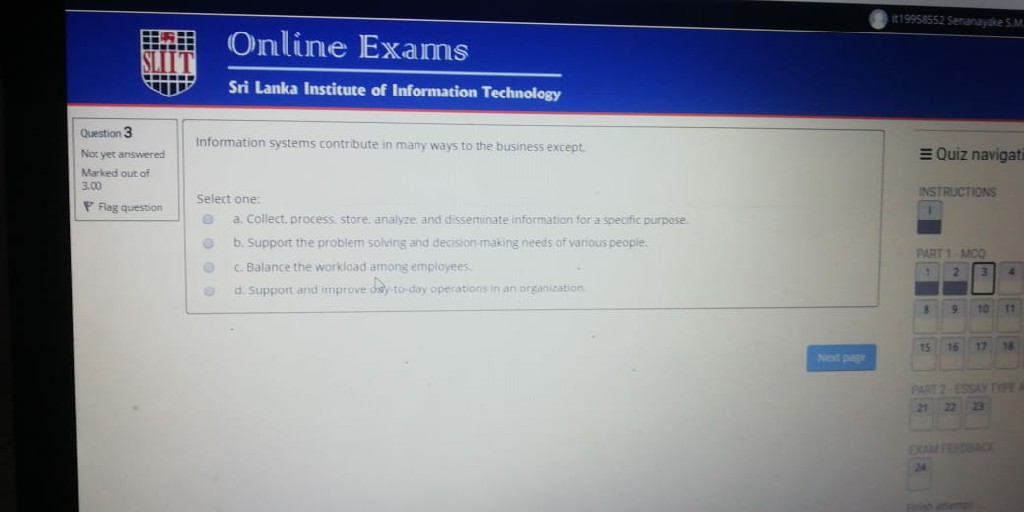 it19958552 Senanayake S.M
SLIIT
Online Exams
Sri Lanka Institute of Information Technology
Question 3
Not yet answered
Marked out of
3.00
Flag question
Information systems contribute in many ways to the business except.
Select one:
a. Collect, process, store, analyze, and disseminate information for a specific purpose.
b. Support the problem solving and decision-making needs of various people.
c. Balance the workload among employees.
d. Support and improve day-to-day operations in an organization.
Next page
Quiz navigati
INSTRUCTIONS
i
PART 1 - MCQ
1 2 3 4
8 9 10 11
15 16 17 18
PART 2 - ESSAY TYPE A
21 22 23
EXAM FEEDBACK
24
Finish attempt ...